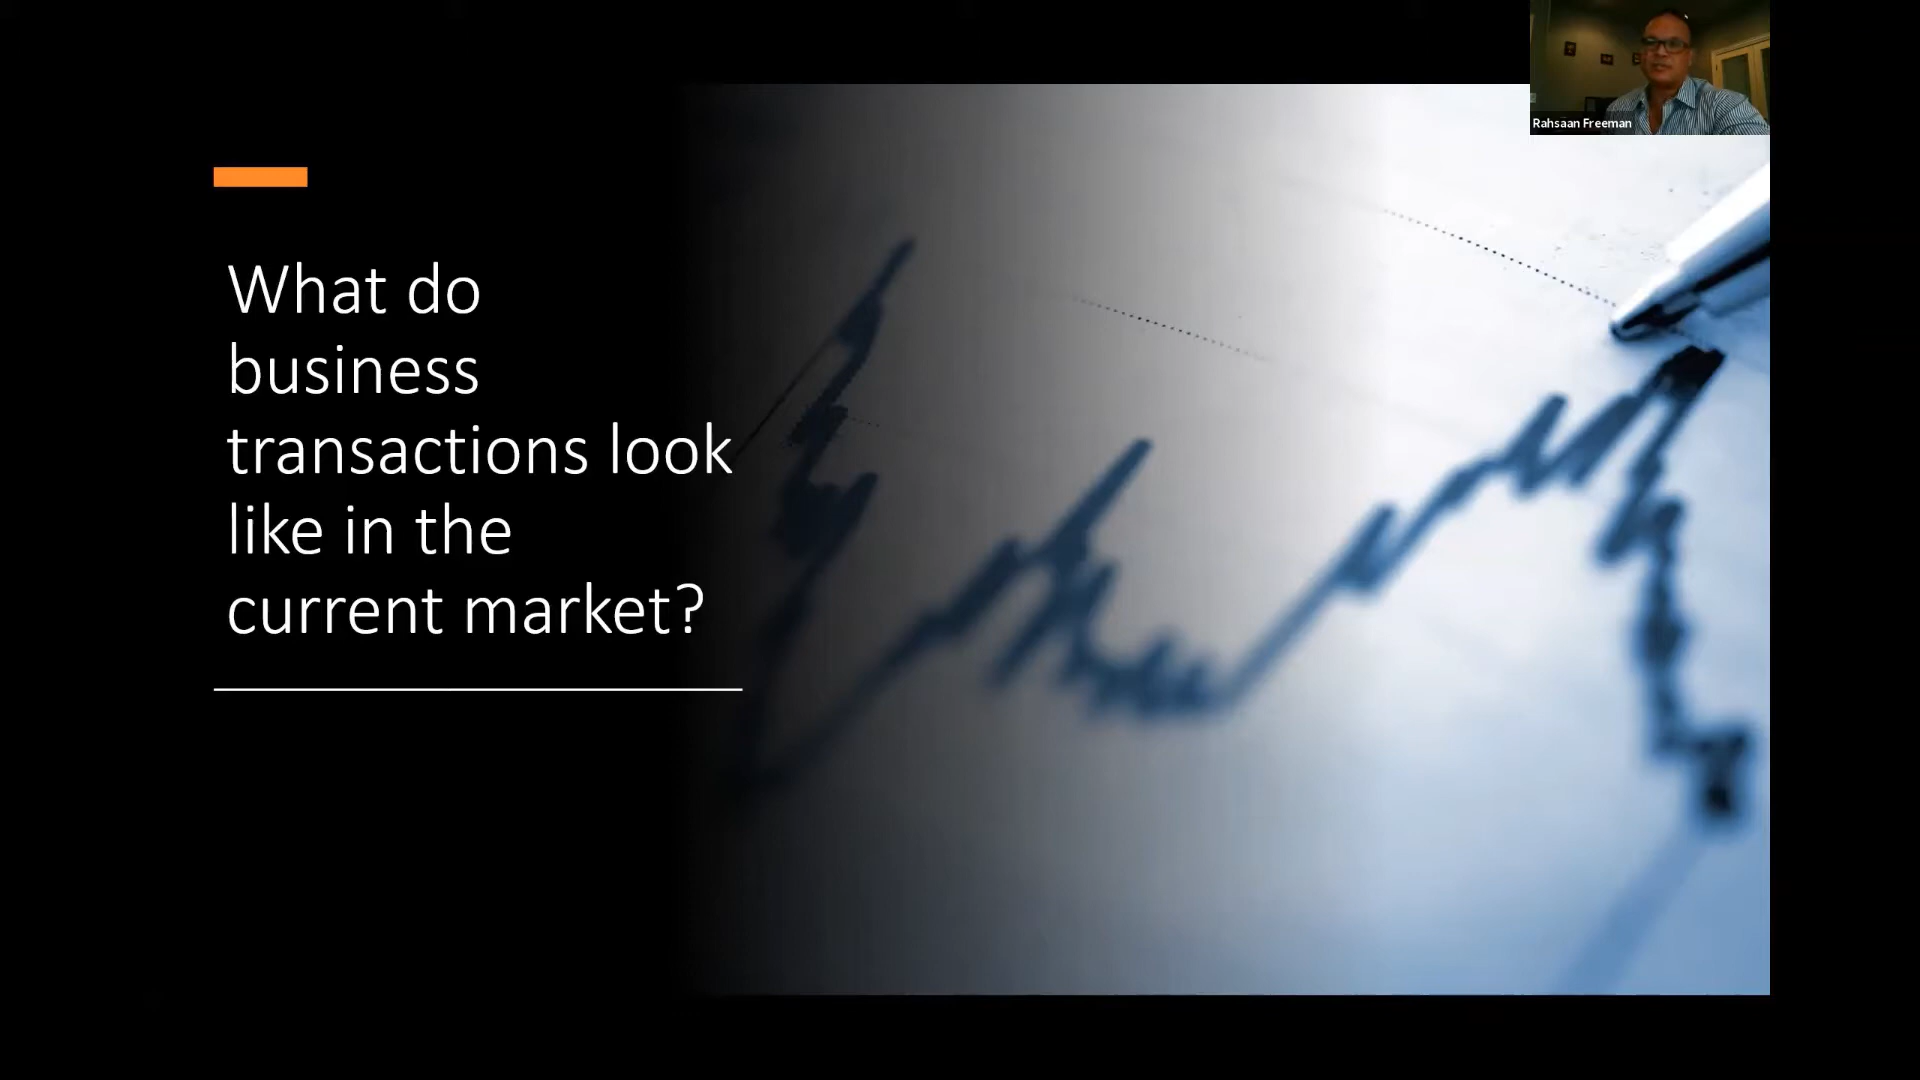 What do
business
transactions look
like in the
current market?
Rahsaan Freeman